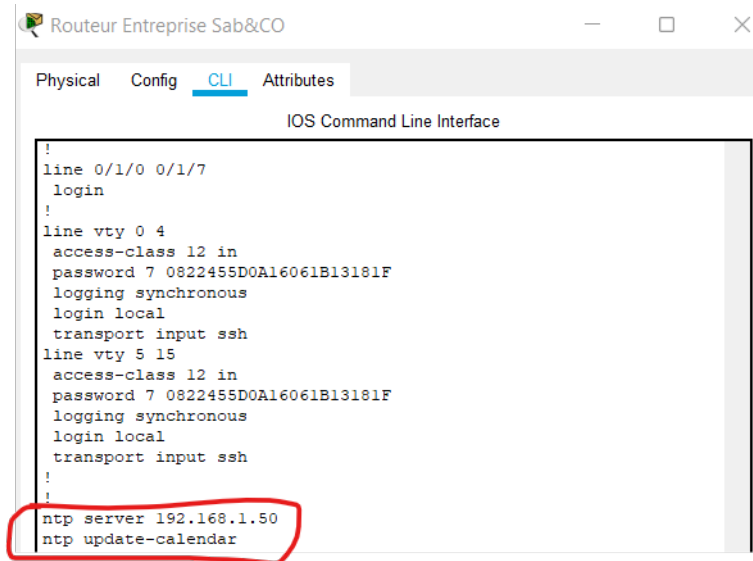 Routeur Entreprise Sab&CO
Physical Config CLI Attributes
IOS Command Line Interface
!
line 0/1/0 0/1/7
login
!
line vty 0 4
access-class 12 in
password 7 0822455D0A16061B13181F
logging synchronous
login local
transport input ssh
line vty 5 15
access-class 12 in
password 7 0822455D0A16061B13181F
logging synchronous
login local
transport input ssh
!
!
ntp server 192.168.1.50
ntp update-calendar